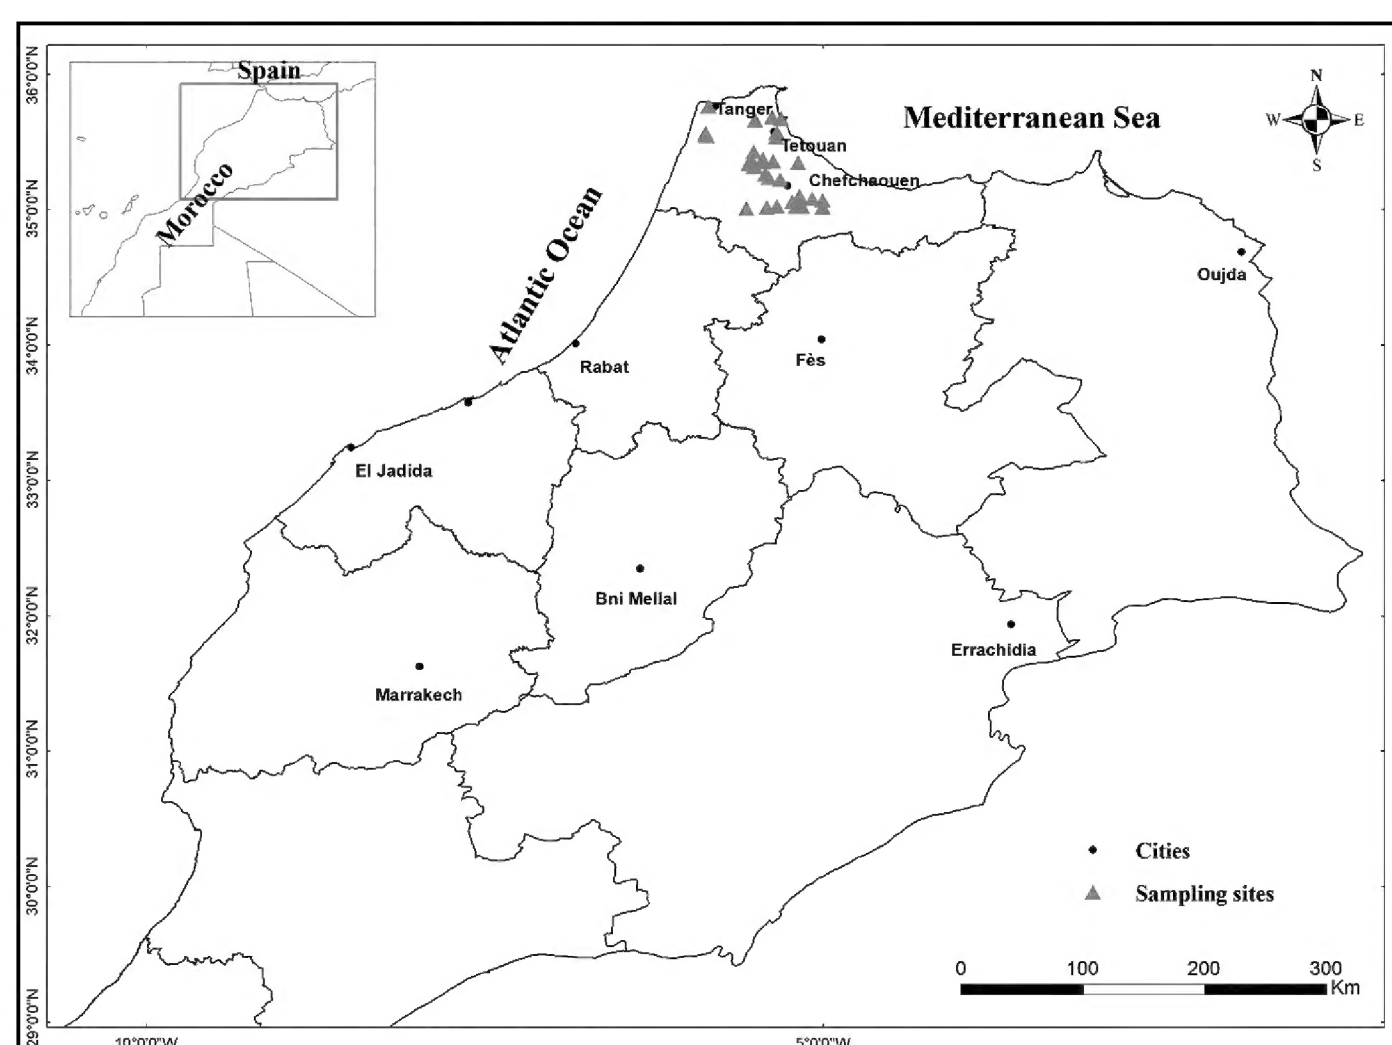 Spain
Morocco
Atlantic Ocean
Mediterranean Sea
N
W
E
S
Tanger
Tetouan
Chefchaouen
Oujda
Rabat
Fès
El Jadida
Bni Mellal
Errachidia
Marrakech
Cities
Sampling sites
0 100 200 300
Km
36°0'0"N
35°0'0"N
34°0'0"N
33°0'0"N
32°0'0"N
31°0'0"N
30°0'0"N
29°0'0"N
10°0'0"W
5°0'0"W